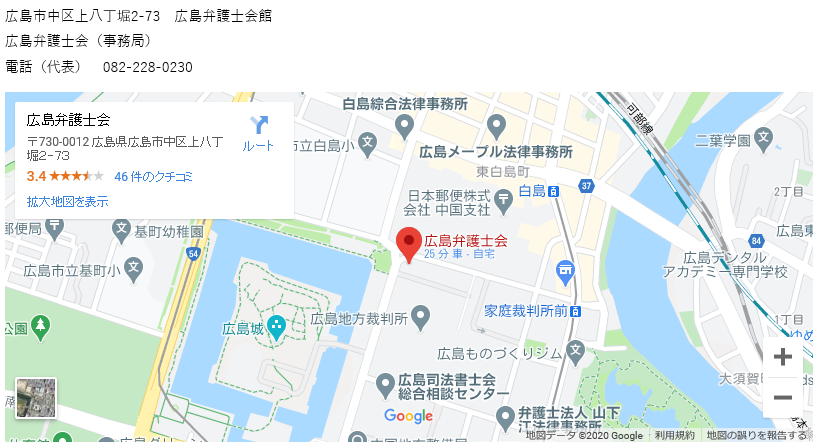 広島市中区上八丁堀2-73　広島弁護士会館
広島弁護士会（事務局）
電話（代表）　082-228-0230
広島弁護士会
〒730-0012 広島県広島市中区上八丁
堀2−73
ルート
3.4
46 件のクチコミ
拡大地図を表示
白島綜合法律事務所
可部線
市立白島小
広島メープル法律事務所
二葉学園
東白島町
白島
37
2丁目
日本郵便株式
会社 中国支社
郵便局
基町幼稚園
54
広島弁護士会
25 分 車 - 自宅
84
広島東
広島市立基町小
広島デンタル
アカデミー専門学校
家庭裁判所前
1丁目
公園
広島城
広島地方裁判所
ゆめ
広島ものづくりジム
大須賀町
広島司法書士会
総合相談センター
Google
弁護士法人 山下
江法律事務所
地図データ ©2020 Google
利用規約
地図の誤りを報告する